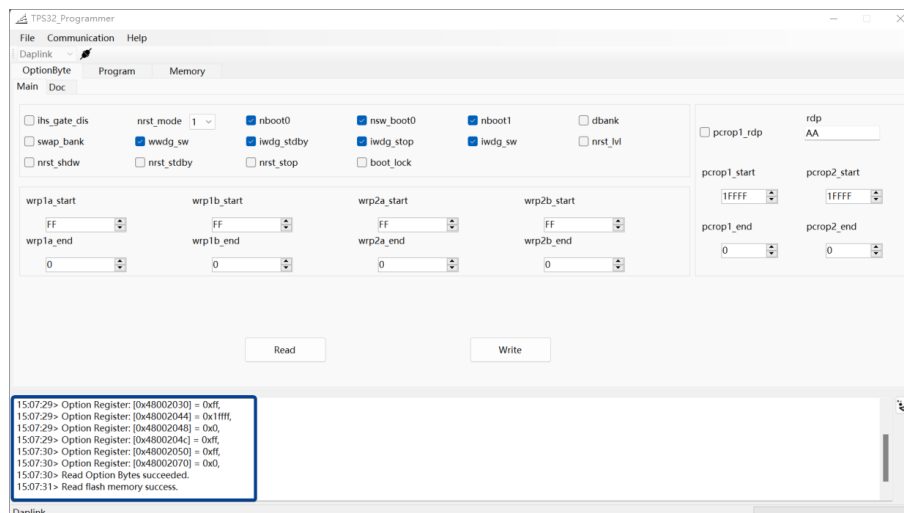 TPS32_Programmer
File Communication Help
Daplink
OptionByte Program Memory
Main Doc
ihs_gate_dis nrst_mode 1 nboot0 nsw_boot0 nboot1 dbank
swap_bank wwdg_sw iwdg_stdby iwdg_stop iwdg_sw nrst_lvl
nrst_shdw nrst_stdby nrst_stop boot_lock
pcrop1_rdp rdp
AA
pcrop1_start pcrop2_start
1FFFF 1FFFF
pcrop1_end pcrop2_end
0 0
wrp1a_start wrp1b_start wrp2a_start wrp2b_start
FF FF FF FF
wrp1a_end wrp1b_end wrp2a_end wrp2b_end
0 0 0 0
Read Write
15:07:29> Option Register: [0x48002030] = 0xff,
15:07:29> Option Register: [0x48002044] = 0x1ffff,
15:07:29> Option Register: [0x48002048] = 0x0,
15:07:29> Option Register: [0x4800204c] = 0xff,
15:07:30> Option Register: [0x48002050] = 0xff,
15:07:30> Option Register: [0x48002070] = 0x0,
15:07:30> Read Option Bytes succeeded.
15:07:31> Read flash memory success.
Daplink